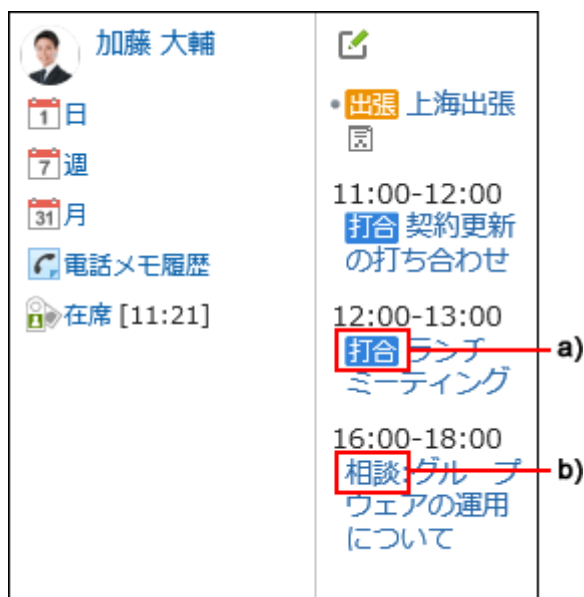 加藤 大輔
1 日
7 週
31 月
電話メモ履歴
在席 [11:21]
出張 上海出張
11:00-12:00
打合 契約更新
の打ち合わせ
12:00-13:00
打合 ランチ
ミーティング
a)
16:00-18:00
相談:グループ
ウェアの運用
について
b)